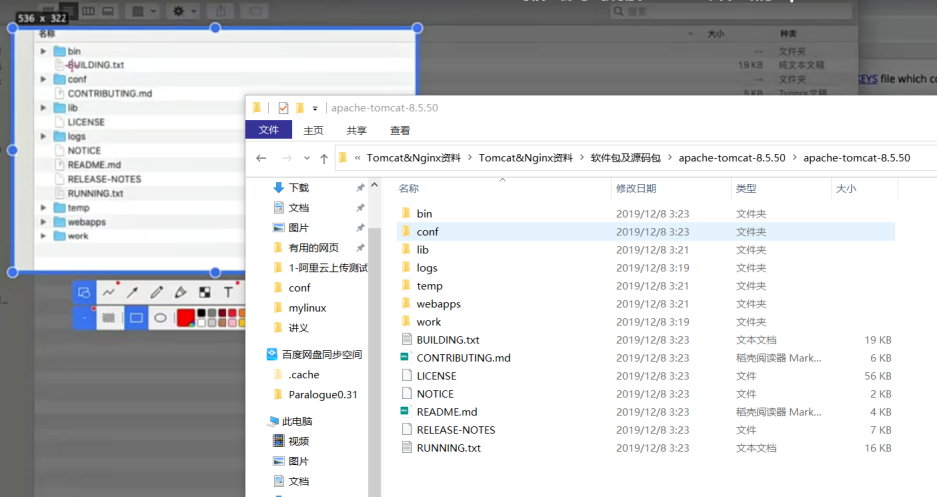 536 x 322
名称
大小
种类
bin
-- 文件夹
BUILDING.txt
19 KB 纯文本文稿
conf
-- 文件夹
KEYS file which co
CONTRIBUTING.md
5 KB
lib
LICENSE
logs
NOTICE
README.md
RELEASE-NOTES
RUNNING.txt
temp
webapps
work
T
apache-tomcat-8.5.50
文件 主页 共享 查看
« Tomcat&Nginx资料 › Tomcat&Nginx资料 › 软件包及源码包 › apache-tomcat-8.5.50 › apache-tomcat-8.5.50
下载
文档
图片
有用的网页
1-阿里云上传测试
conf
mylinux
讲义
百度网盘同步空间
.cache
Paralogue0.31
此电脑
视频
图片
文档
名称 修改日期 类型 大小
bin 2019/12/8 3:23 文件夹
conf 2019/12/8 3:23 文件夹
lib 2019/12/8 3:21 文件夹
logs 2019/12/8 3:19 文件夹
temp 2019/12/8 3:21 文件夹
webapps 2019/12/8 3:21 文件夹
work 2019/12/8 3:19 文件夹
BUILDING.txt 2019/12/8 3:23 文本文档 19 KB
CONTRIBUTING.md 2019/12/8 3:23 稻壳阅读器 Mark... 6 KB
LICENSE 2019/12/8 3:23 文件 56 KB
NOTICE 2019/12/8 3:23 文件 2 KB
README.md 2019/12/8 3:23 稻壳阅读器 Mark... 4 KB
RELEASE-NOTES 2019/12/8 3:23 文件 7 KB
RUNNING.txt 2019/12/8 3:23 文本文档 16 KB